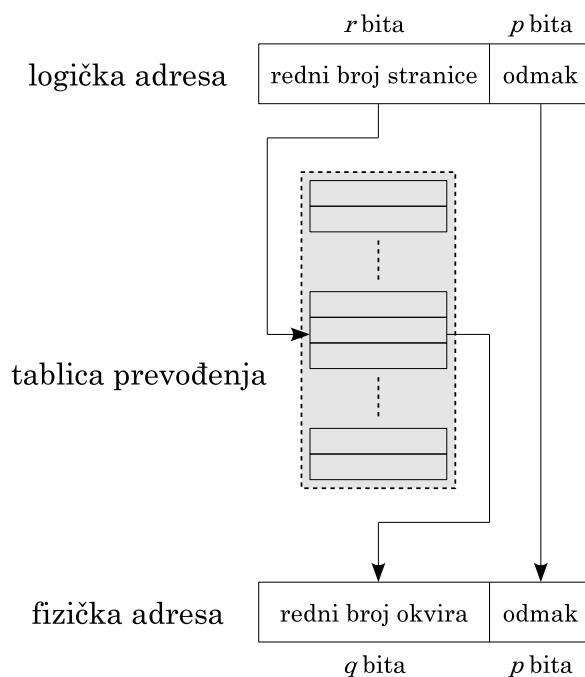 r bita p bita
logička adresa redni broj stranice odmak
tablica prevođenja
fizička adresa redni broj okvira odmak
q bita p bita